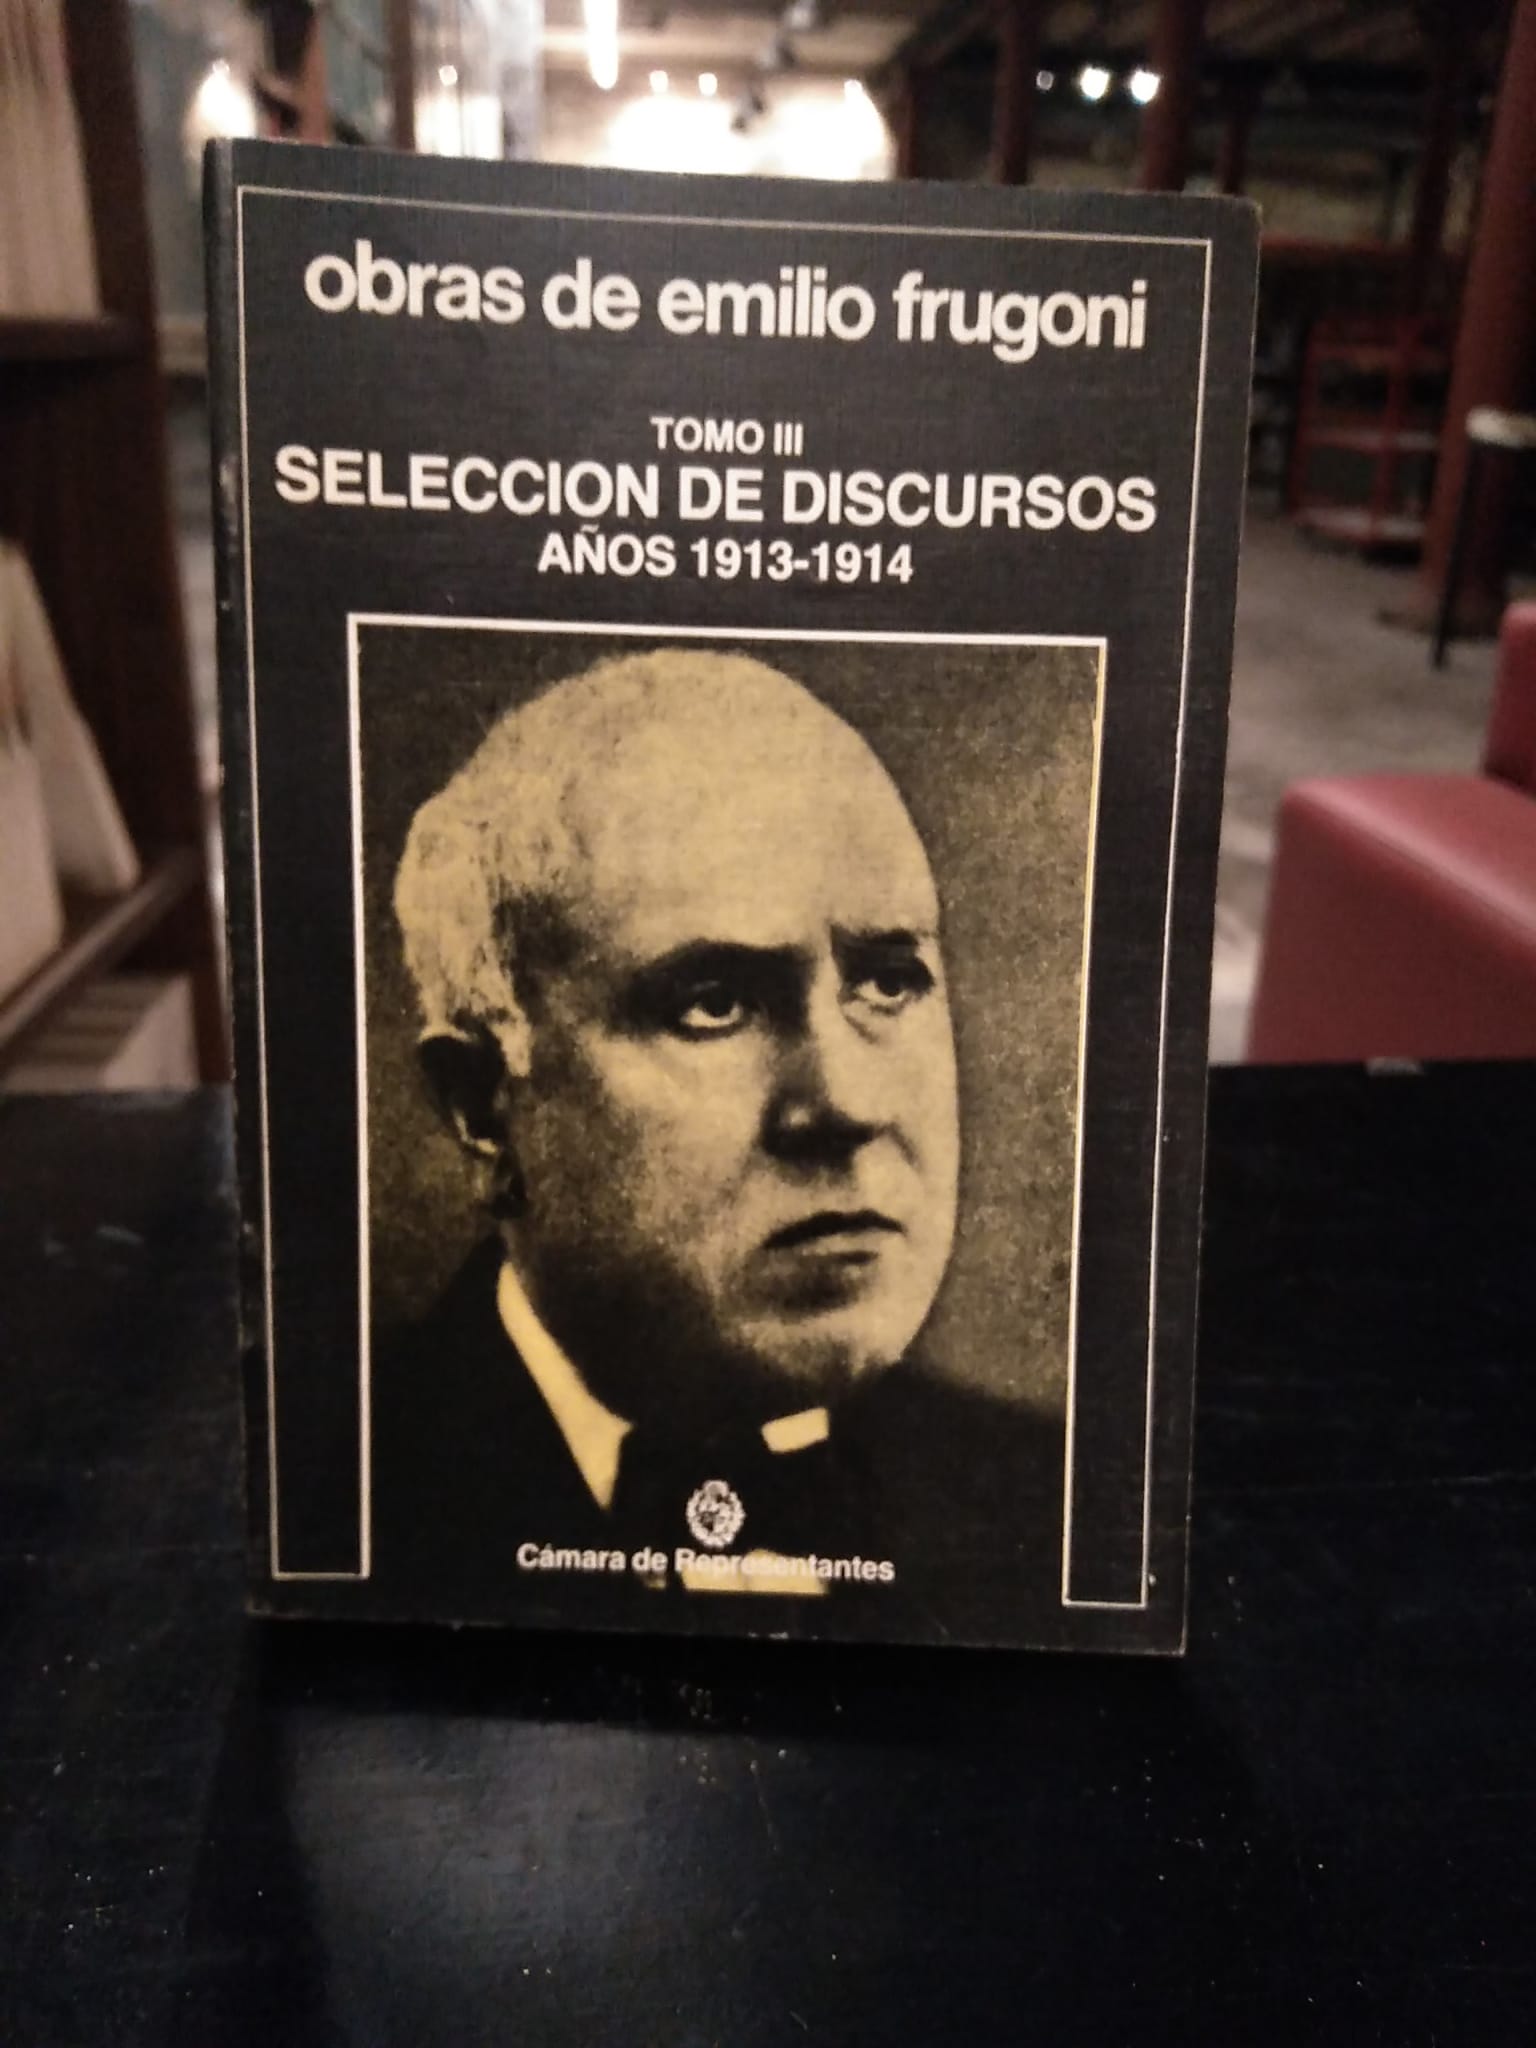 obras de emilio frugoni
TOMO III
SELECCION DE DISCURSOS
AÑOS 1913-1914
Cámara de Representantes